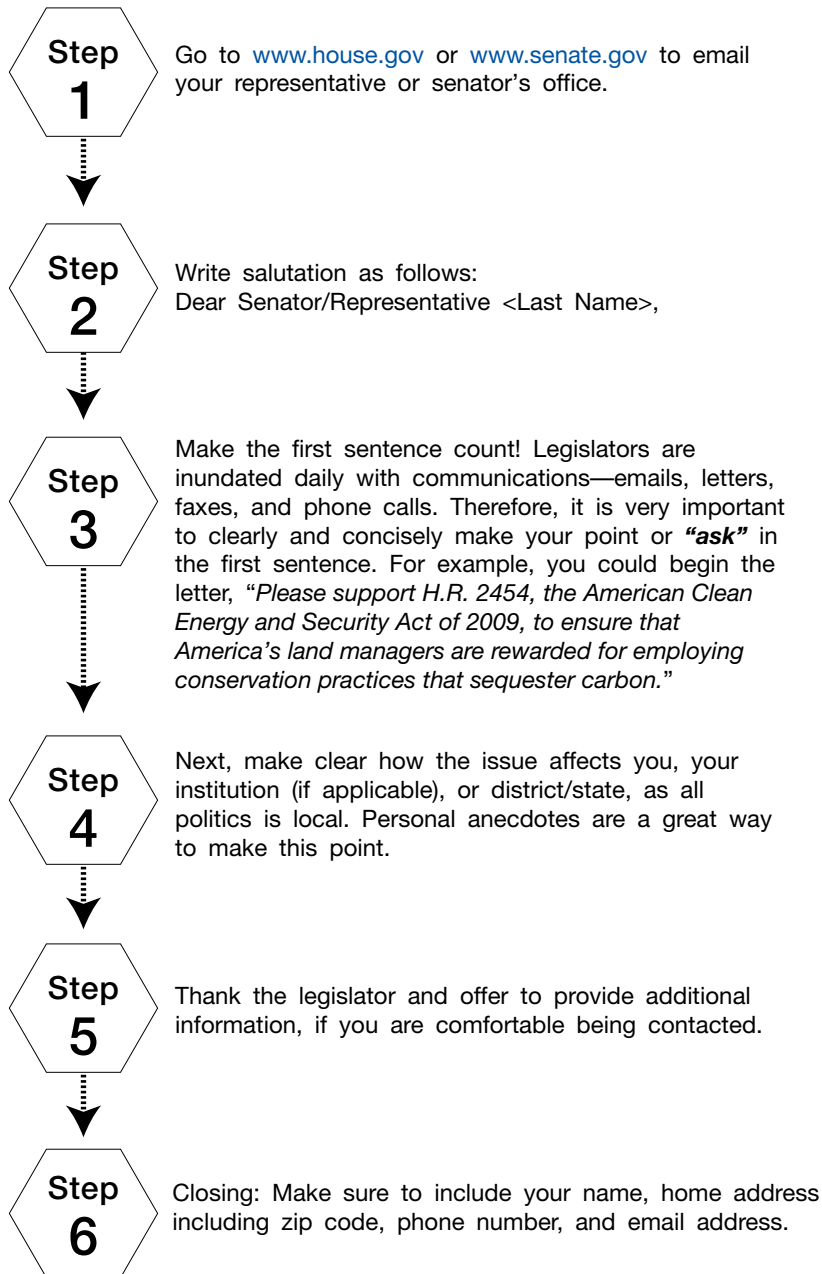 Step
1
Go to www.house.gov or www.senate.gov to email
your representative or senator’s office.
Step
2
Write salutation as follows:
Dear Senator/Representative <Last Name>,
Step
3
Make the first sentence count! Legislators are
inundated daily with communications—emails, letters,
faxes, and phone calls. Therefore, it is very important
to clearly and concisely make your point or “ask” in
the first sentence. For example, you could begin the
letter, “Please support H.R. 2454, the American Clean
Energy and Security Act of 2009, to ensure that
America’s land managers are rewarded for employing
conservation practices that sequester carbon.”
Step
4
Next, make clear how the issue affects you, your
institution (if applicable), or district/state, as all
politics is local. Personal anecdotes are a great way
to make this point.
Step
5
Thank the legislator and offer to provide additional
information, if you are comfortable being contacted.
Step
6
Closing: Make sure to include your name, home address
including zip code, phone number, and email address.